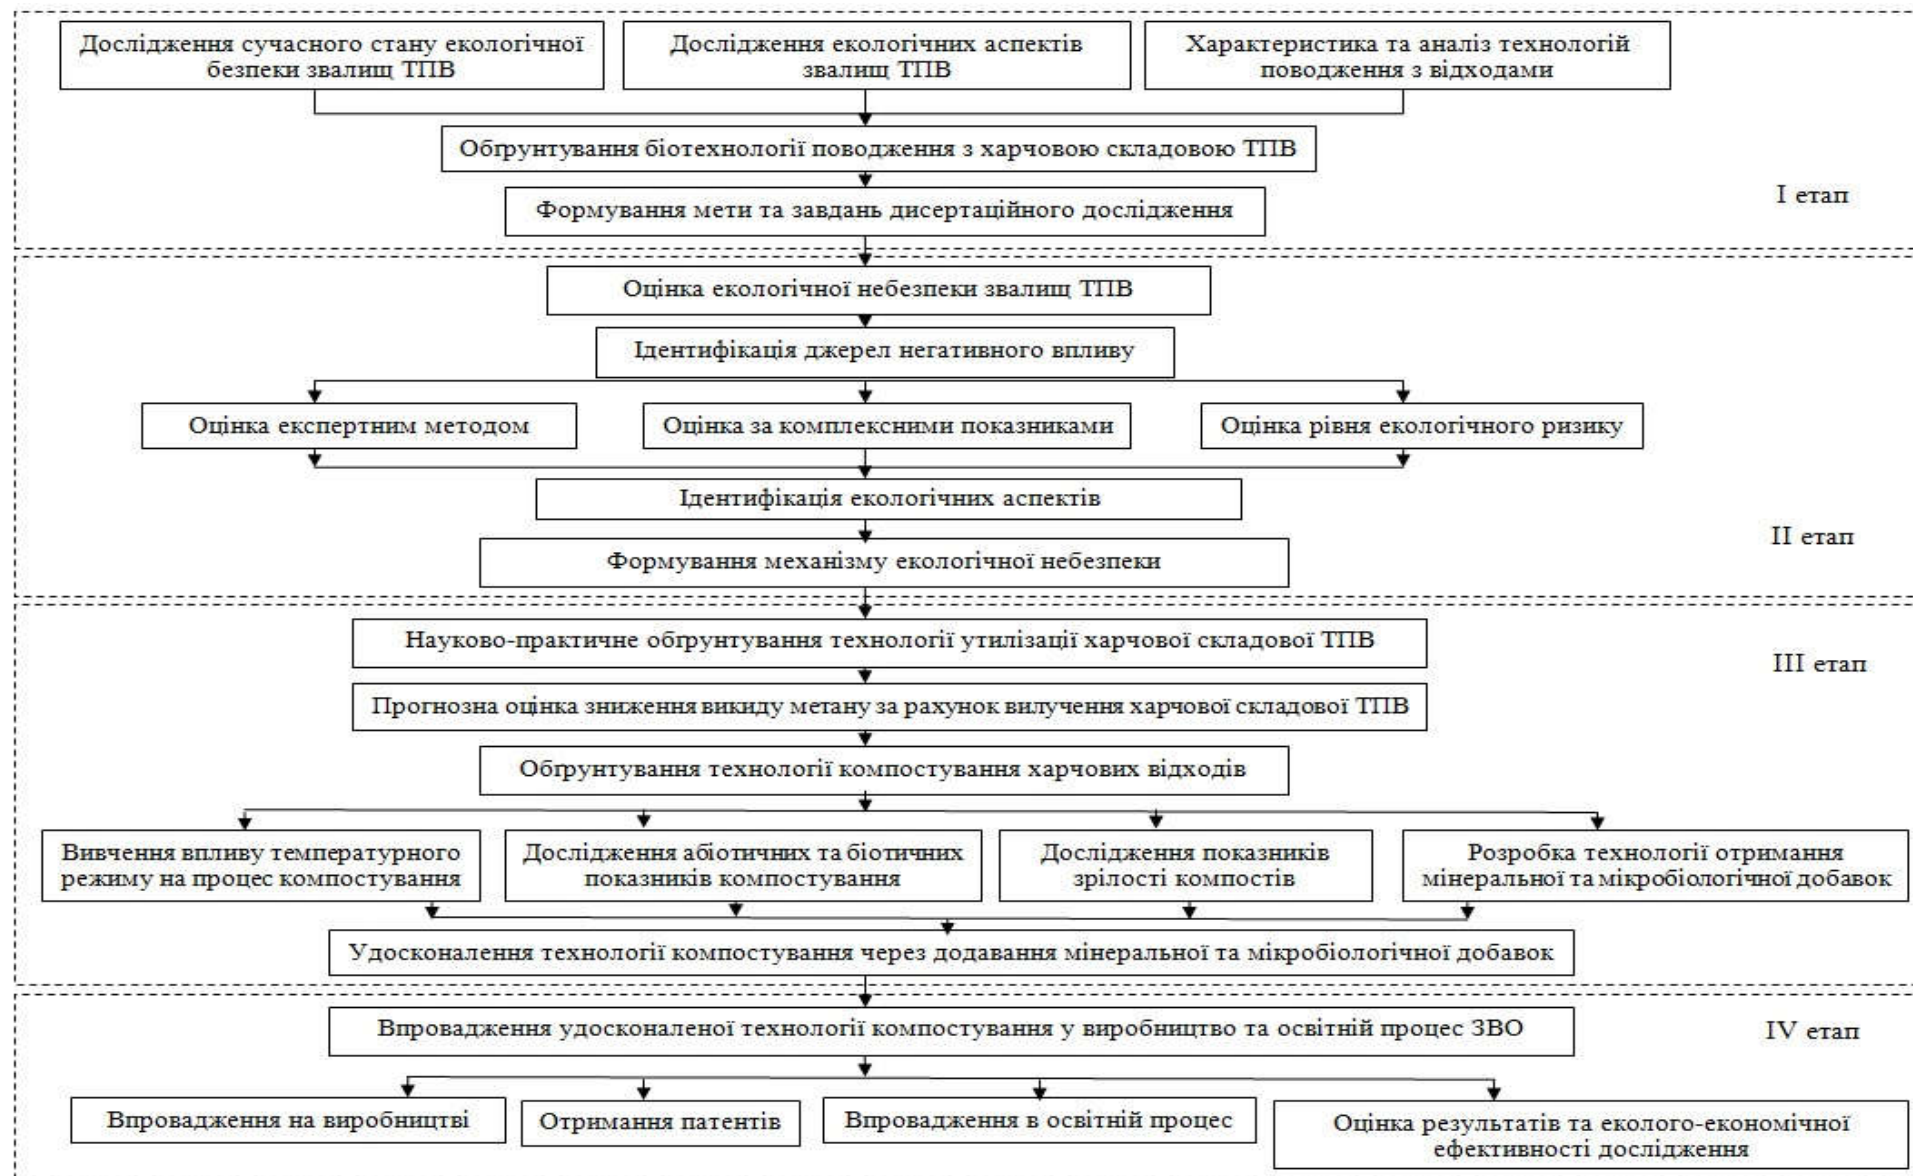 Дослідження сучасного стану екологічної
безпеки звалищ ТПВ
Дослідження екологічних аспектів
звалищ ТПВ
Характеристика та аналіз технологій
поводження з відходами
Обґрунтування біотехнології поводження з харчовою складовою ТПВ
Формування мети та завдань дисертаційного дослідження
I етап
Оцінка екологічної небезпеки звалищ ТПВ
Ідентифікація джерел негативного впливу
Оцінка експертним методом
Оцінка за комплексними показниками
Оцінка рівня екологічного ризику
Ідентифікація екологічних аспектів
Формування механізму екологічної небезпеки
II етап
Науково-практичне обґрунтування технології утилізації харчової складової ТПВ
III етап
Прогнозна оцінка зниження викиду метану за рахунок вилучення харчової складової ТПВ
Обґрунтування технології компостування харчових відходів
Вивчення впливу температурного
режиму на процес компостування
Дослідження абіотичних та біотичних
показників компостування
Дослідження показників
зрілості компостів
Розробка технології отримання
мінеральної та мікробіологічної добавок
Удосконалення технології компостування через додавання мінеральної та мікробіологічної добавок
Впровадження удосконаленої технології компостування у виробництво та освітній процес ЗВО
IV етап
Впровадження на виробництві
Отримання патентів
Впровадження в освітній процес
Оцінка результатів та еколого-економічної
ефективності дослідження